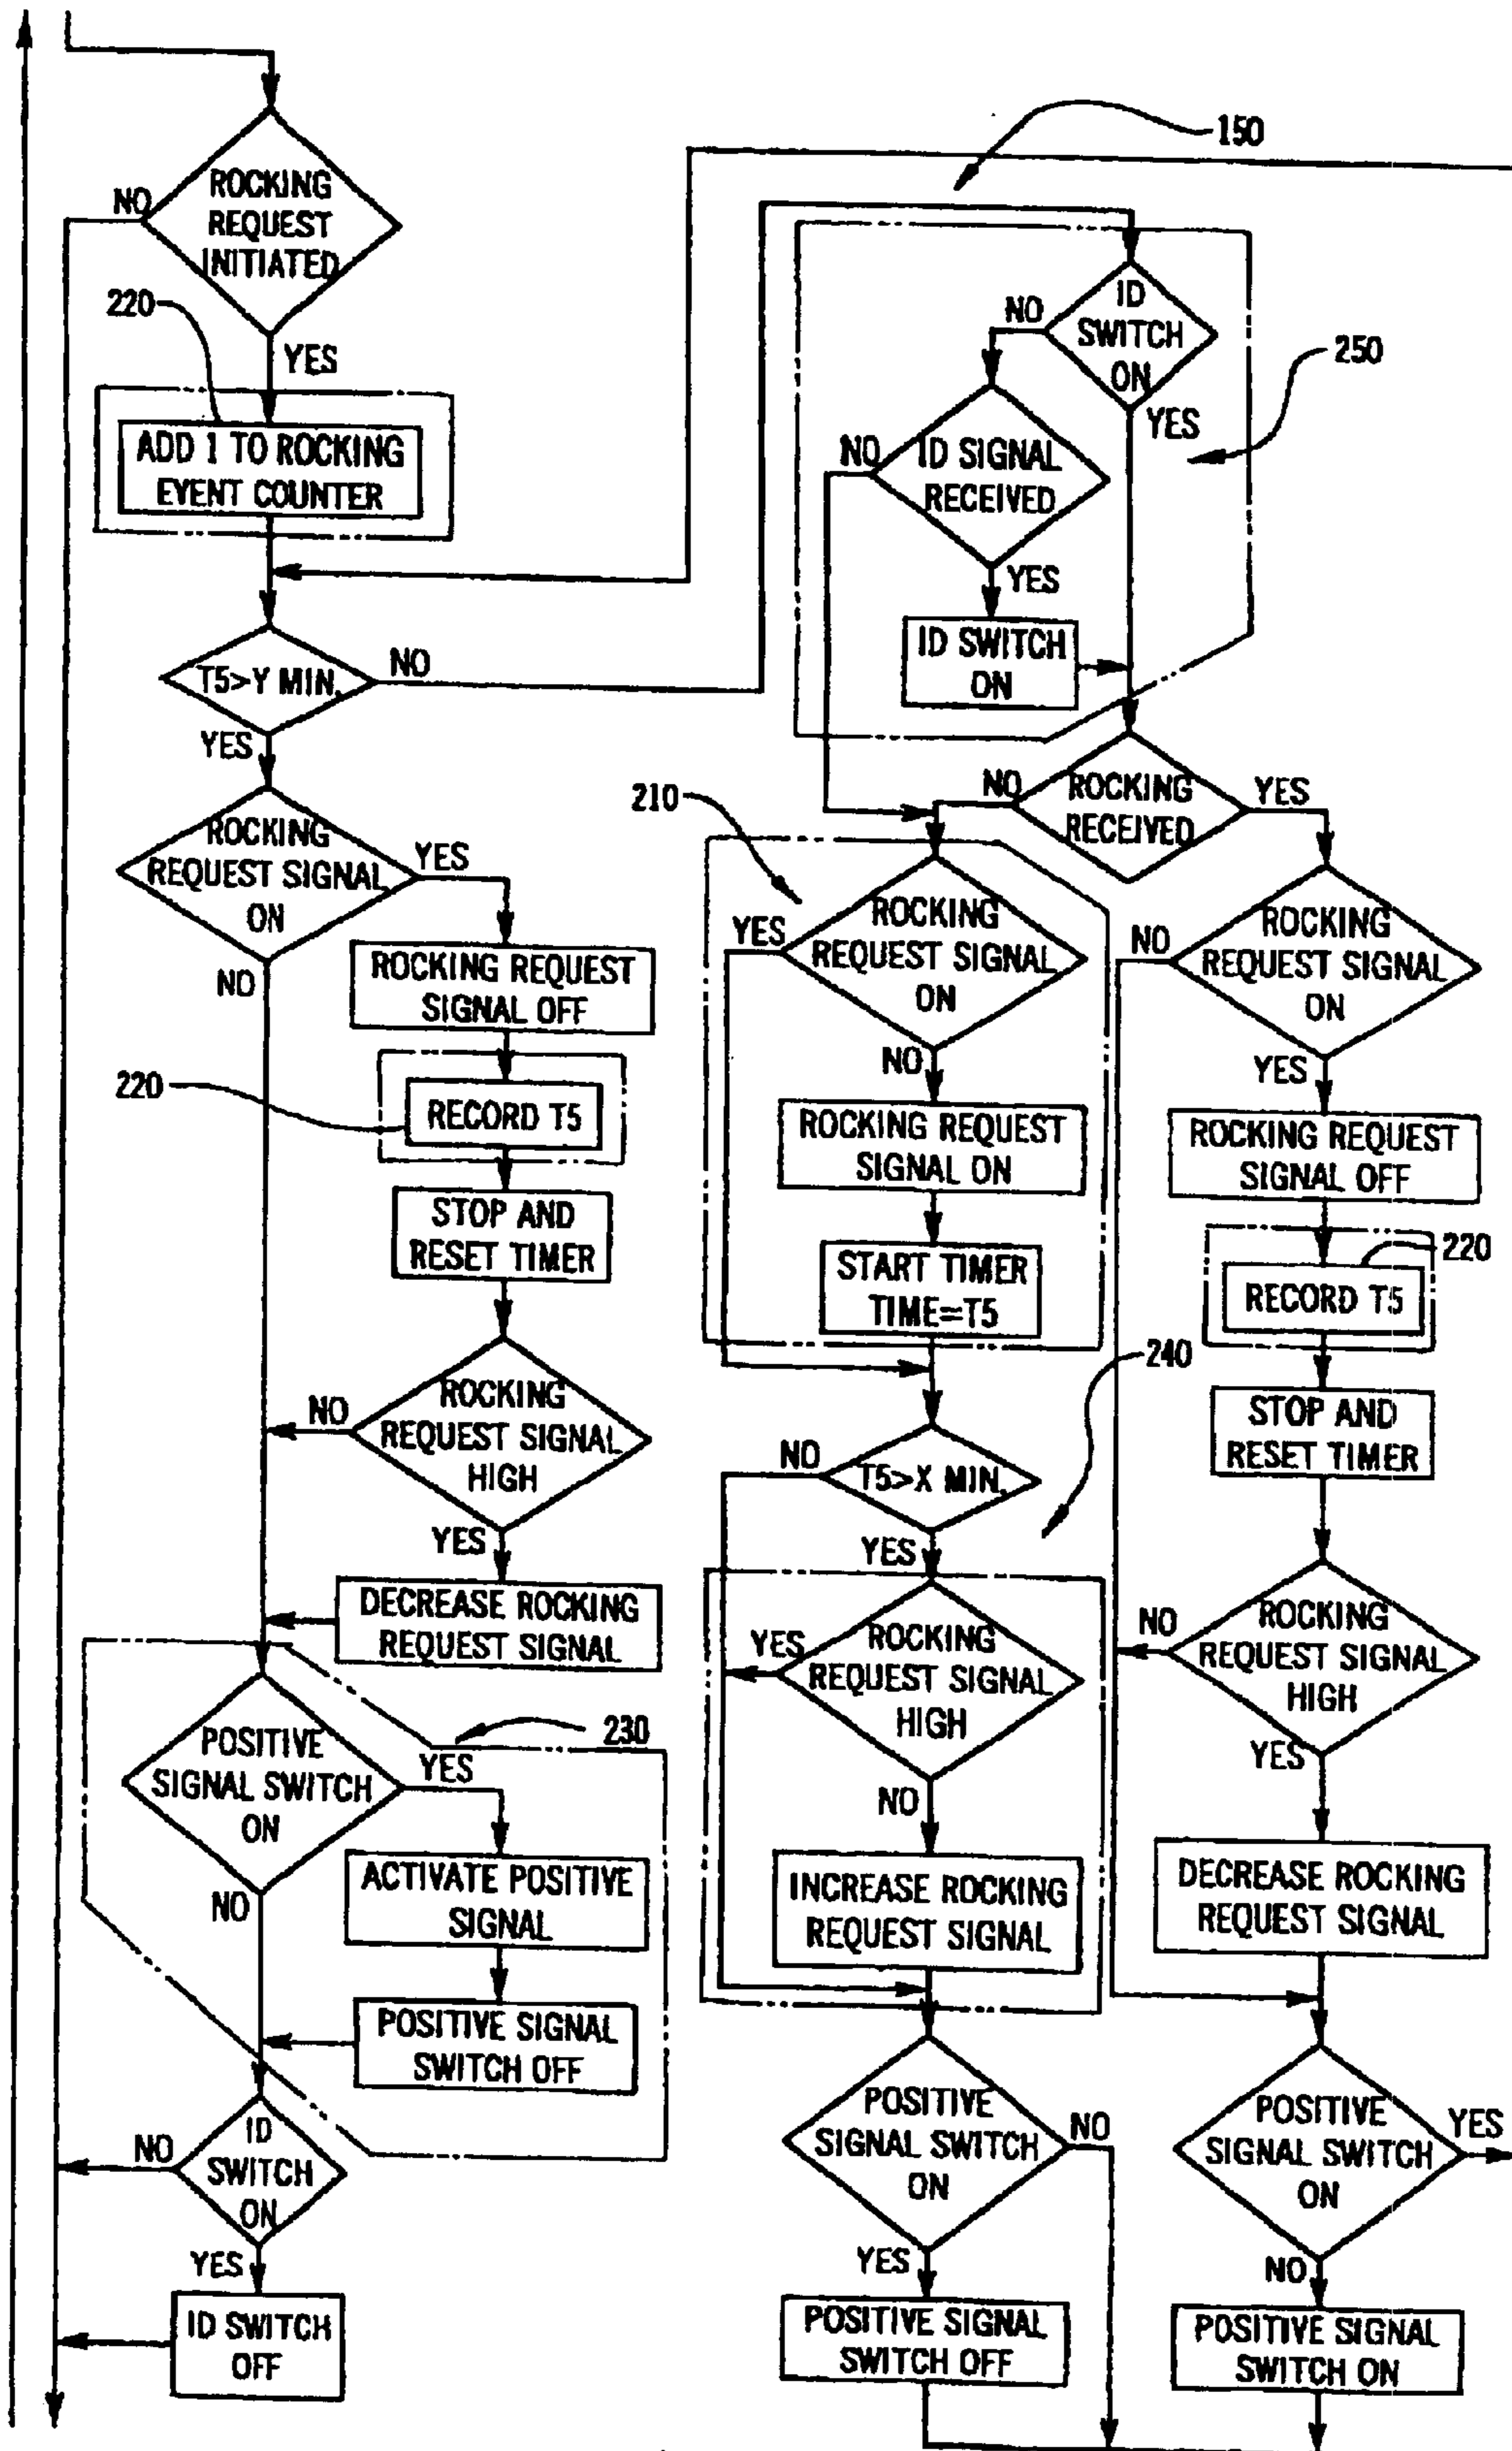 150
ROCKING
REQUEST
INITIATED
NO
YES
220
ADD 1 TO ROCKING
EVENT COUNTER
T5>Y MIN.
NO
YES
ROCKING
REQUEST SIGNAL
ON
YES
NO
ROCKING REQUEST
SIGNAL OFF
220
RECORD T5
STOP AND
RESET TIMER
ROCKING
REQUEST SIGNAL
HIGH
NO
YES
DECREASE ROCKING
REQUEST SIGNAL
230
POSITIVE
SIGNAL SWITCH
ON
YES
NO
ACTIVATE POSITIVE
SIGNAL
POSITIVE SIGNAL
SWITCH OFF
ID
SWITCH
ON
NO
YES
ID SWITCH
OFF
ID
SWITCH
ON
NO
YES
250
ID SIGNAL
RECEIVED
NO
YES
ID SWITCH
ON
ROCKING
RECEIVED
NO
YES
210
ROCKING
REQUEST SIGNAL
ON
YES
NO
ROCKING REQUEST
SIGNAL ON
START TIMER
TIME=T5
240
T5>X MIN.
NO
YES
ROCKING
REQUEST SIGNAL
HIGH
YES
NO
INCREASE ROCKING
REQUEST SIGNAL
POSITIVE
SIGNAL SWITCH
ON
NO
YES
POSITIVE SIGNAL
SWITCH OFF
ROCKING
REQUEST SIGNAL
ON
NO
YES
ROCKING REQUEST
SIGNAL OFF
220
RECORD T5
STOP AND
RESET TIMER
ROCKING
REQUEST SIGNAL
HIGH
NO
YES
DECREASE ROCKING
REQUEST SIGNAL
POSITIVE
SIGNAL SWITCH
ON
YES
NO
POSITIVE SIGNAL
SWITCH ON